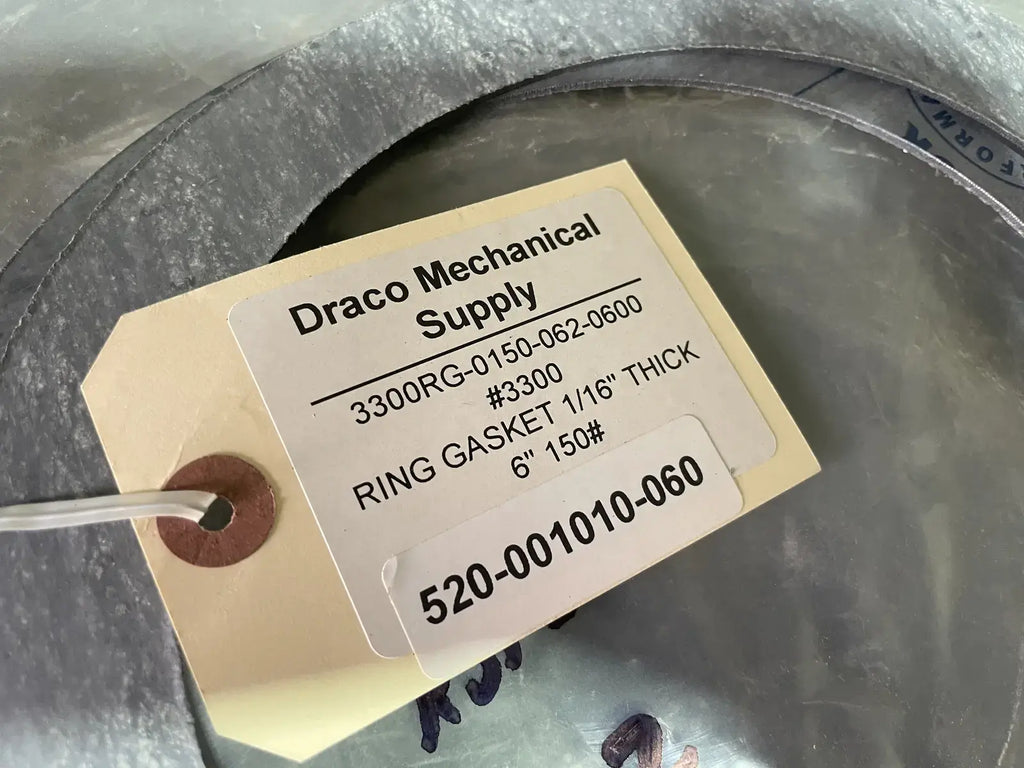 Draco Mechanical
Supply
3300RG-0150-062-0600
#3300
RING GASKET 1/16" THICK
6" 150#
520-001010-060